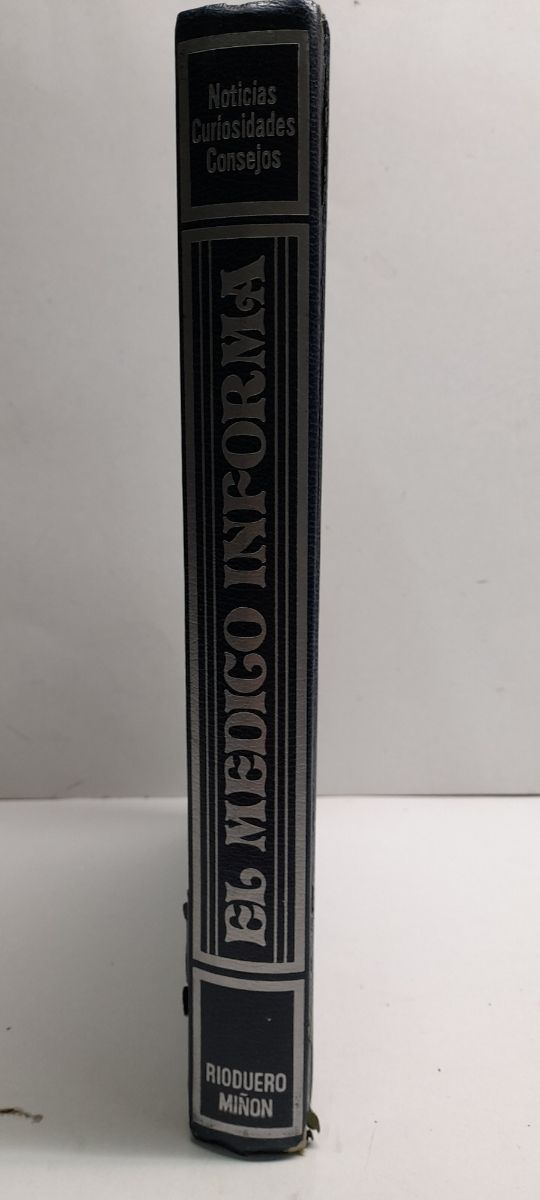 Noticias
Curiosidades
Consejos
EL MEDICO INFORMA
RIODUERO
MIÑON